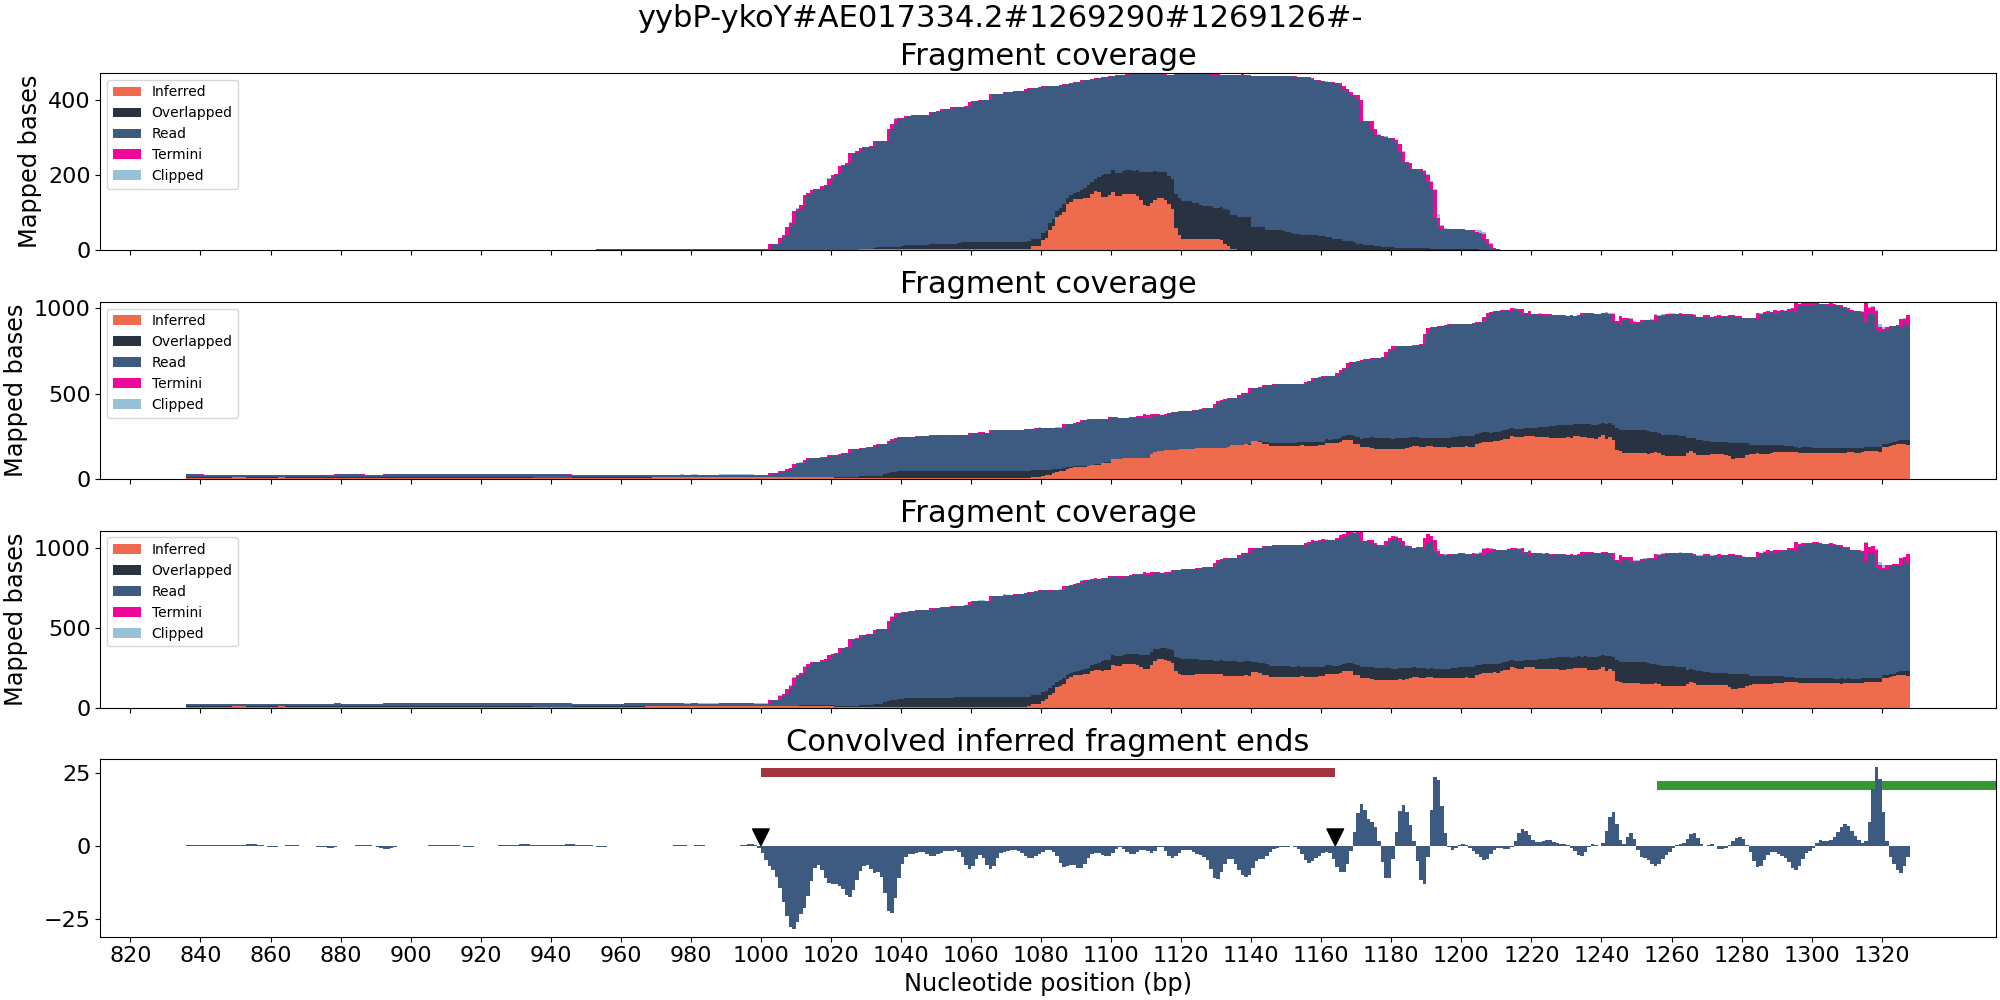 yybP-ykoY#AE017334.2#1269290#1269126#-
Fragment coverage
Mapped bases
400
200
0
Inferred
Overlapped
Read
Termini
Clipped
Fragment coverage
Mapped bases
1000
500
0
Inferred
Overlapped
Read
Termini
Clipped
Fragment coverage
Mapped bases
1000
500
0
Inferred
Overlapped
Read
Termini
Clipped
Convolved inferred fragment ends
25
0
−25
820 840 860 880 900 920 940 960 980 1000 1020 1040 1060 1080 1100 1120 1140 1160 1180 1200 1220 1240 1260 1280 1300 1320
Nucleotide position (bp)